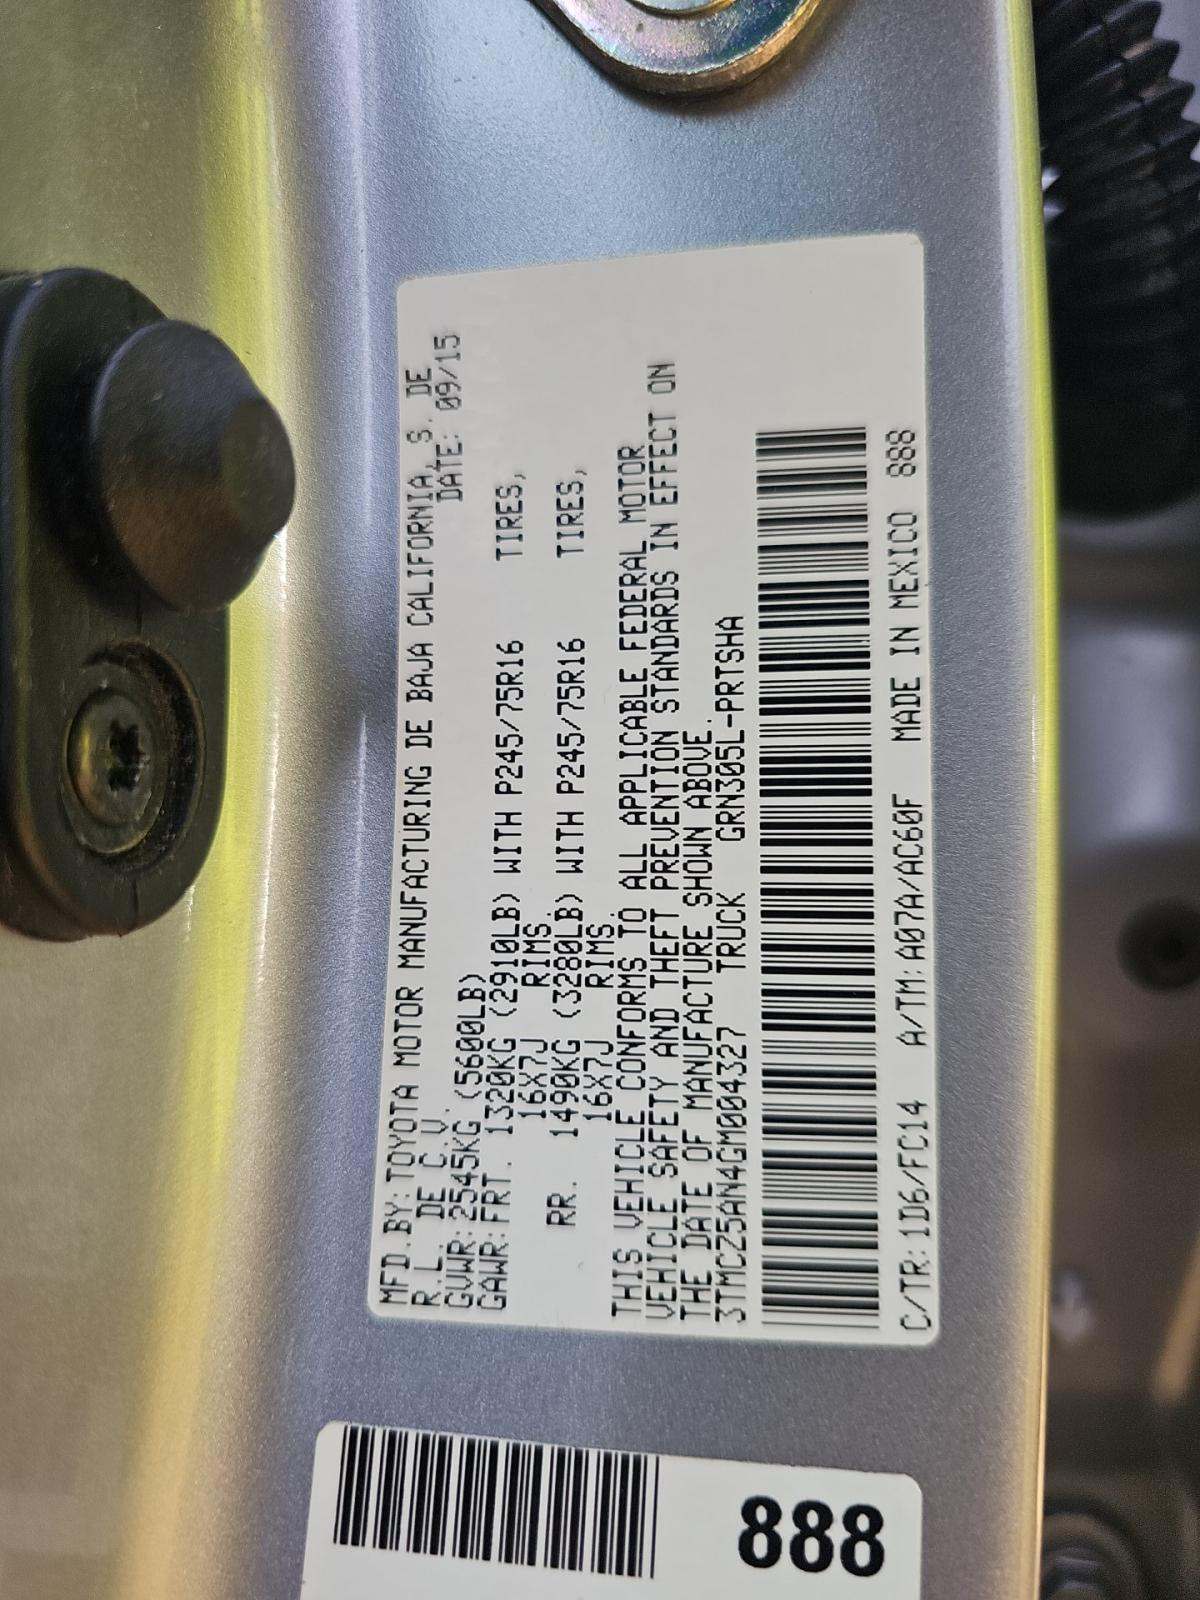 MFD.BY:TOYOTA MOTOR MANUFACTURING DE BAJA CALIFORNIA,S. DE
R.L. DE C.V. DATE: 09/15
GVWR:2545KG (5600LB)
GAWR:FRT. 1320KG (2910LB) WITH P245/75R16 TIRES,
16X7J RIMS.
RR. 1490KG (3280LB) WITH P245/75R16 TIRES,
16X7J RIMS.
THIS VEHICLE CONFORMS TO ALL APPLICABLE FEDERAL MOTOR
VEHICLE SAFETY AND THEFT PREVENTION STANDARDS IN EFFECT ON
THE DATE OF MANUFACTURE SHOWN ABOVE.
3TMCZ5AN4GM004327 TRUCK GRN305L-PRTSHA
C/TR:1D6/FC14 A/TM:A07A/AC60F MADE IN MEXICO 888
888